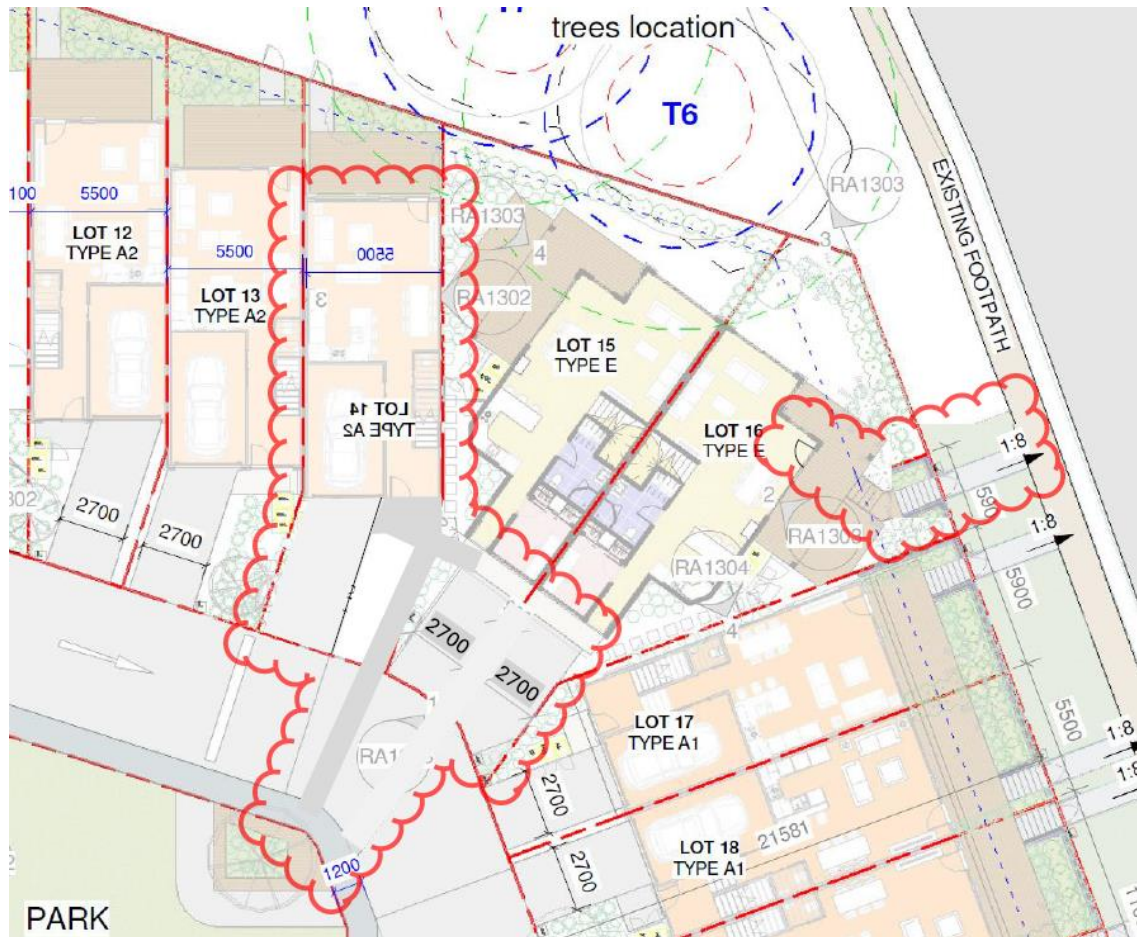 trees location
T6
RA1303
EXISTING FOOTPATH
100
5500
LOT 12
TYPE A2
5500
LOT 13
TYPE A2
5500
3
LOT 14
TYPE A2
RA1303
4
RA1302
3
LOT 15
TYPE E
LOT 16
TYPE E
2
RA1303
RA1304
4
1:8
590
1:8
5900
2700
2700
2700
2700
1
LOT 17
TYPE A1
5500
1:8
1:8
2700
21581
LOT 18
TYPE A1
2700
1200
PARK